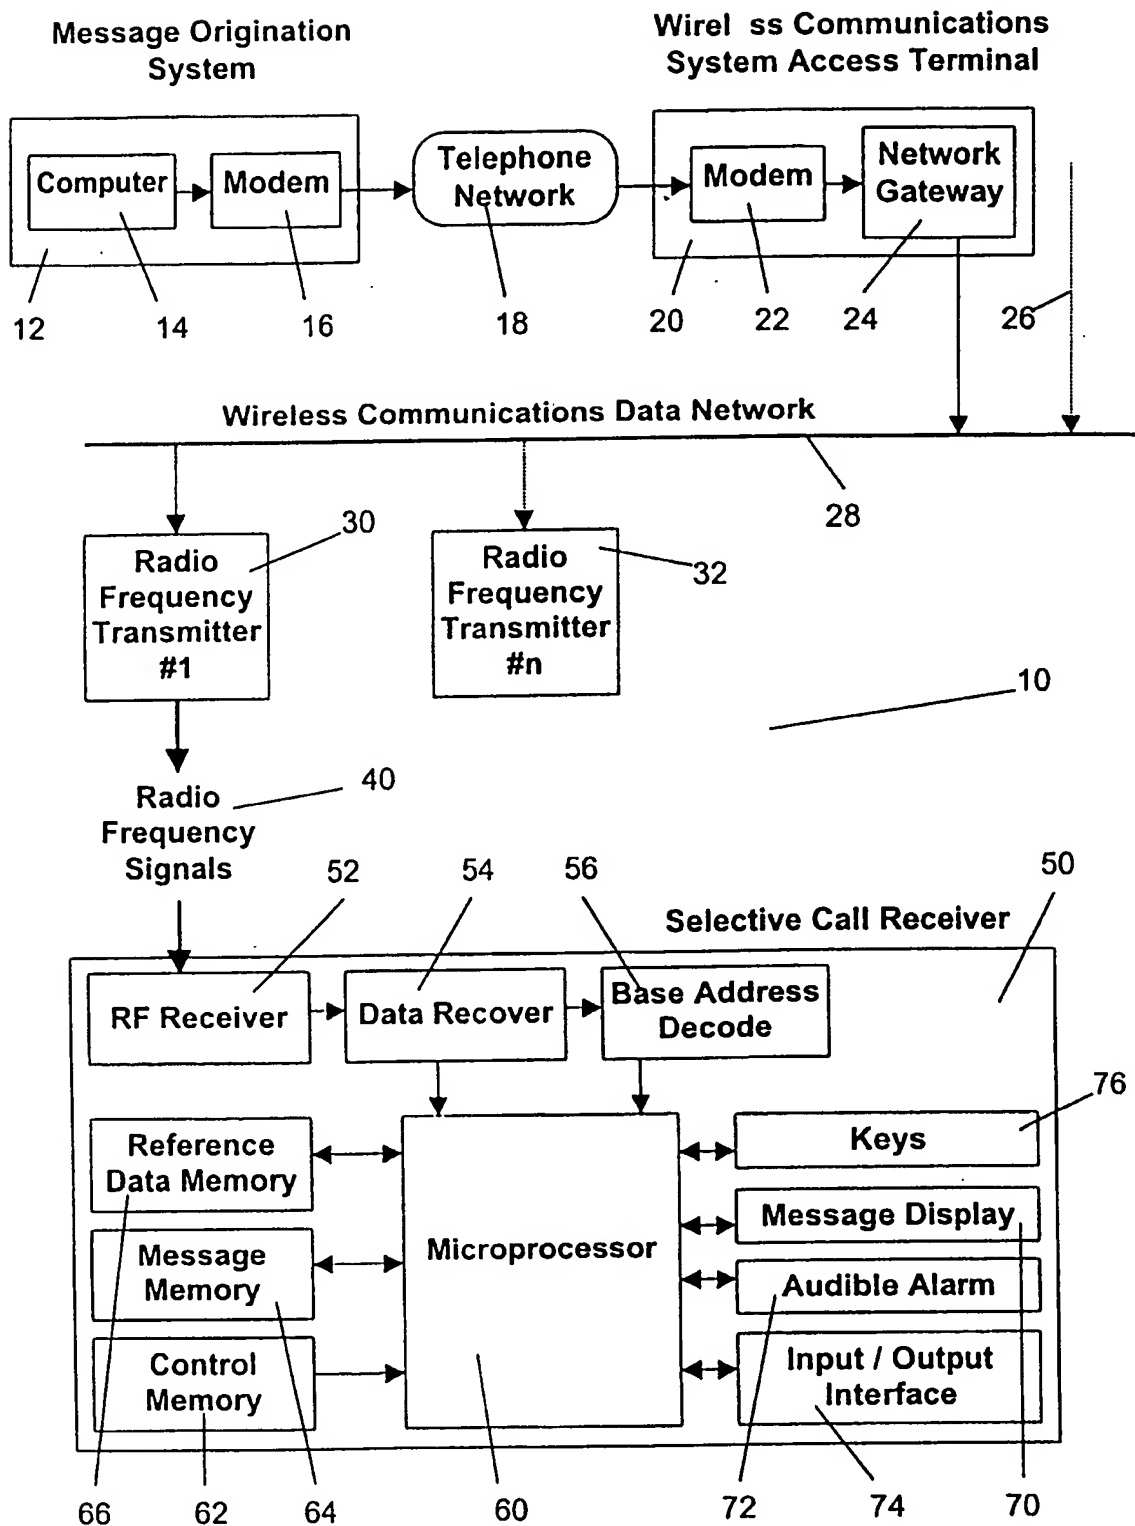 Message Origination
System
Wirel ss Communications
System Access Terminal
Computer
Modem
Telephone
Network
Modem
Network
Gateway
12
14
16
18
20
22
24
26
Wireless Communications Data Network
28
30
Radio
Frequency
Transmitter
#1
32
Radio
Frequency
Transmitter
#n
10
40
Radio
Frequency
Signals
52
54
56
50
Selective Call Receiver
RF Receiver
Data Recover
Base Address
Decode
76
Reference
Data Memory
Message
Memory
Control
Memory
Microprocessor
Keys
Message Display
Audible Alarm
Input / Output
Interface
66
62
64
60
72
74
70